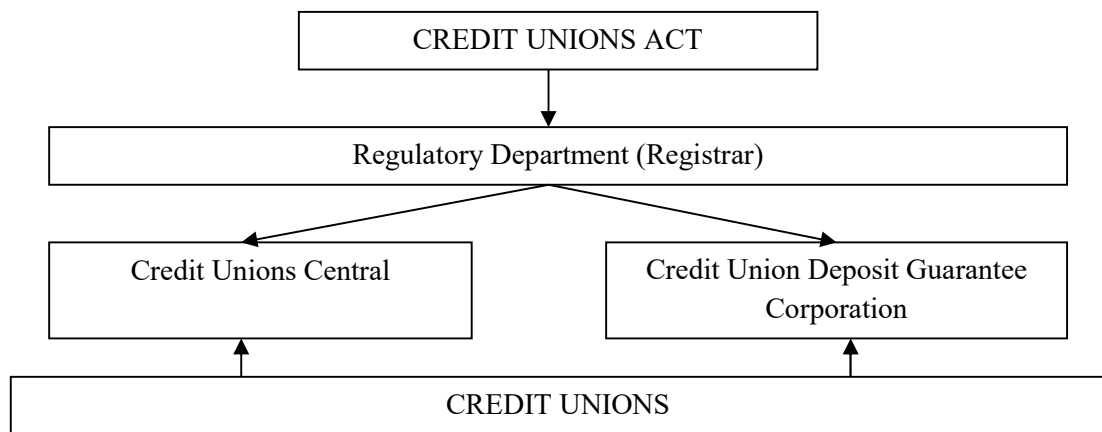 CREDIT UNIONS ACT
Regulatory Department (Registrar)
Credit Unions Central
Credit Union Deposit Guarantee
Corporation
CREDIT UNIONS